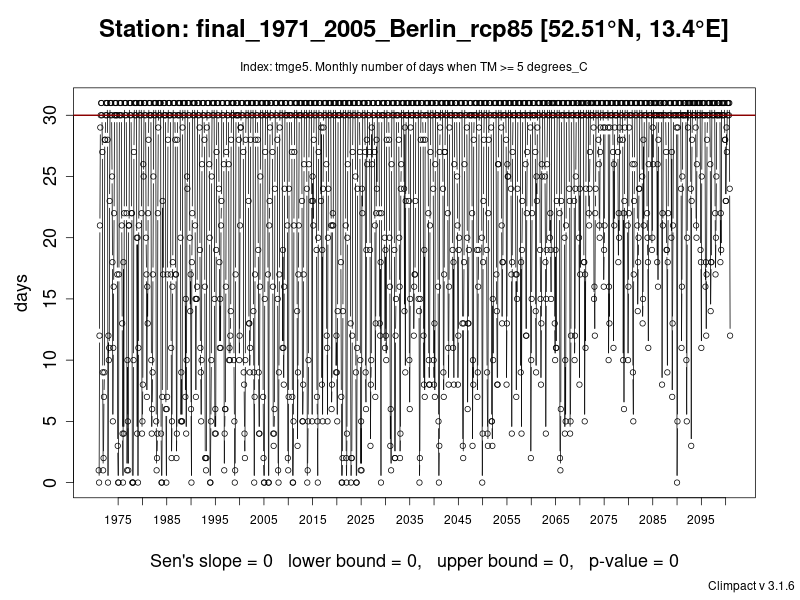 Station: final_1971_2005_Berlin_rcp85 [52.51°N, 13.4°E]
Index: tmge5. Monthly number of days when TM >= 5 degrees_C
days
30
25
20
15
10
5
0
1975 1985 1995 2005 2015 2025 2035 2045 2055 2065 2075 2085 2095
Sen's slope = 0 lower bound = 0, upper bound = 0, p-value = 0
Climpact v 3.1.6